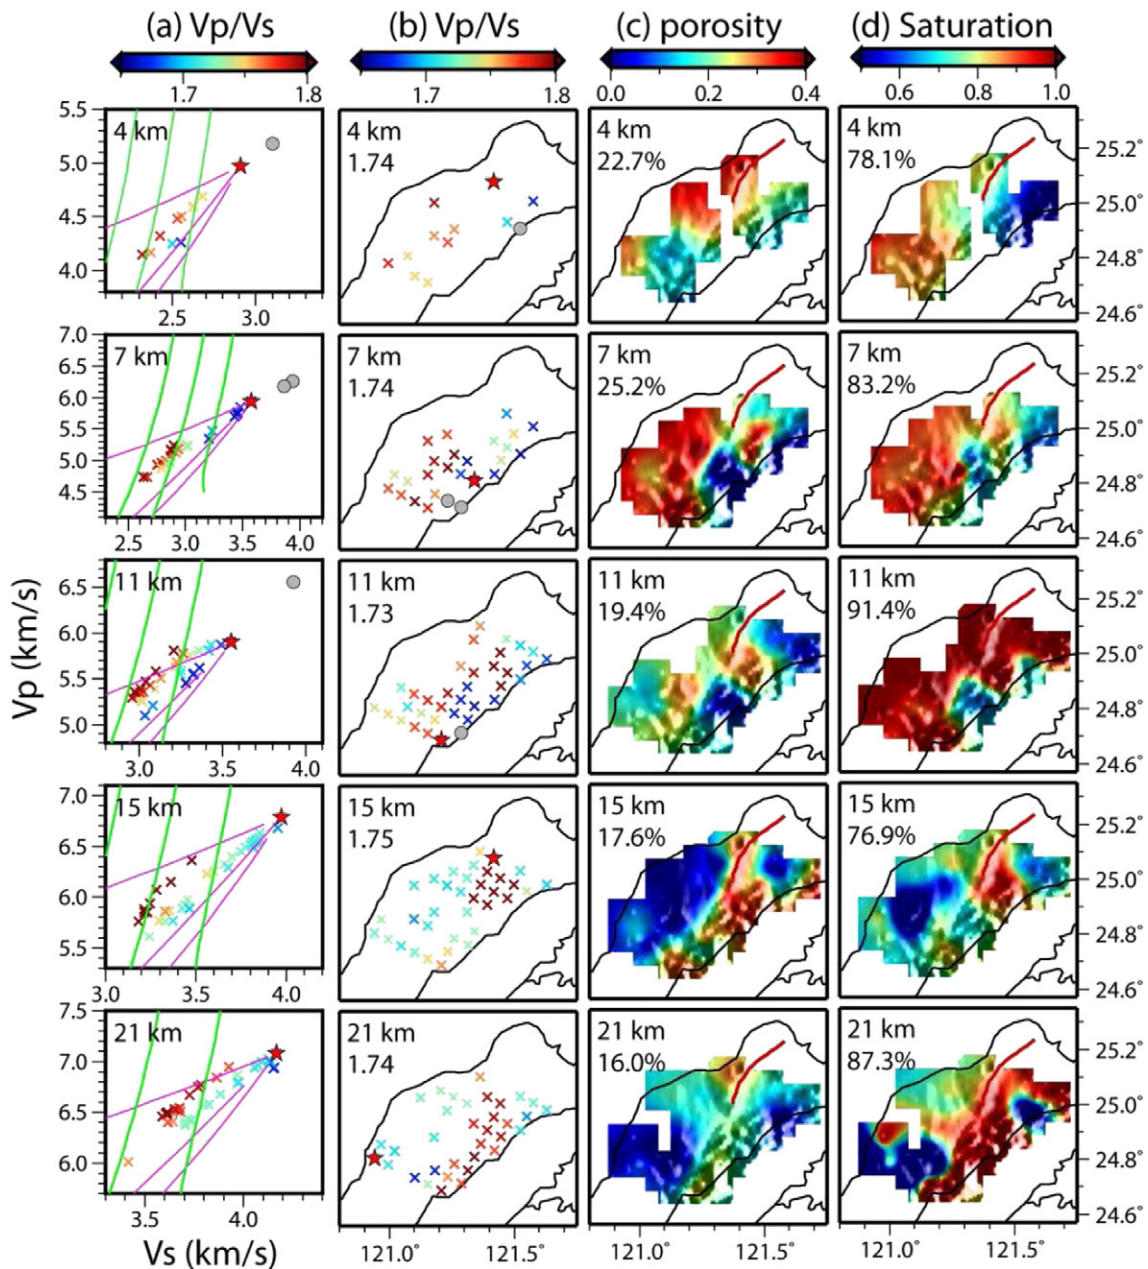 (a) Vp/Vs (b) Vp/Vs (c) porosity (d) Saturation
1.7 1.8 1.7 1.8 0.0 0.2 0.4 0.6 0.8 1.0
5.5
5.0
4.5
4.0
4 km
2.5 3.0
4 km
1.74
4 km
22.7%
4 km
78.1%
25.2°
25.0°
24.8°
24.6°
7.0
6.5
6.0
5.5
5.0
4.5
7 km
2.5 3.0 3.5 4.0
7 km
1.74
7 km
25.2%
7 km
83.2%
25.2°
25.0°
24.8°
24.6°
Vp (km/s)
6.5
6.0
5.5
5.0
11 km
3.0 3.5 4.0
11 km
1.73
11 km
19.4%
11 km
91.4%
25.2°
25.0°
24.8°
24.6°
7.0
6.5
6.0
5.5
15 km
3.0 3.5 4.0
15 km
1.75
15 km
17.6%
15 km
76.9%
25.2°
25.0°
24.8°
24.6°
7.5
7.0
6.5
6.0
21 km
3.5 4.0
21 km
1.74
21 km
16.0%
21 km
87.3%
25.2°
25.0°
24.8°
24.6°
Vs (km/s)
121.0° 121.5° 121.0° 121.5° 121.0° 121.5°